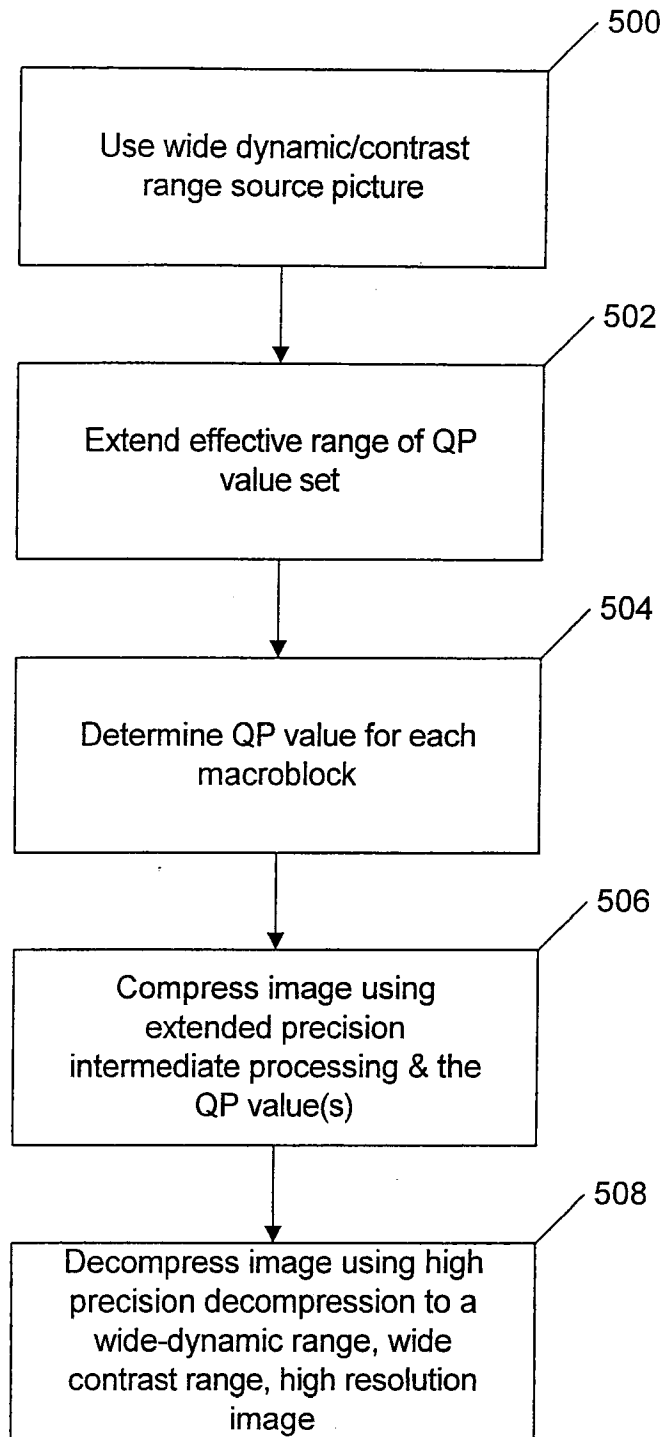 500
Use wide dynamic/contrast
range source picture
502
Extend effective range of QP
value set
504
Determine QP value for each
macroblock
506
Compress image using
extended precision
intermediate processing & the
QP value(s)
508
Decompress image using high
precision decompression to a
wide-dynamic range, wide
contrast range, high resolution
image